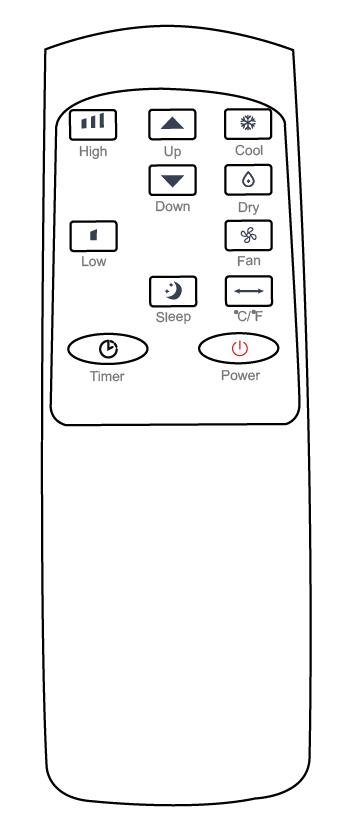 High Up Cool
Down Dry
Low Fan
Sleep °C/°F
Timer Power